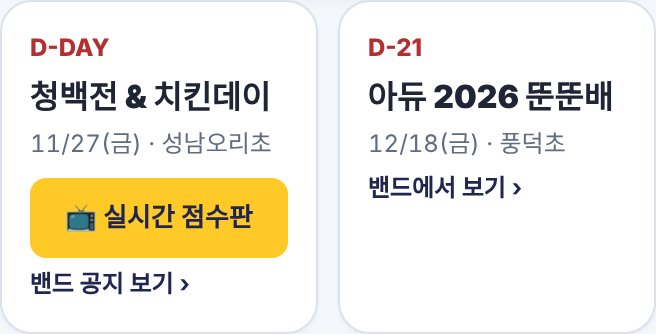 D-DAY
청백전 & 치킨데이
11/27(금) · 성남오리초
📺 실시간 점수판
밴드 공지 보기 ›
D-21
아듀 2026 뚠뚠배
12/18(금) · 풍덕초
밴드에서 보기 ›